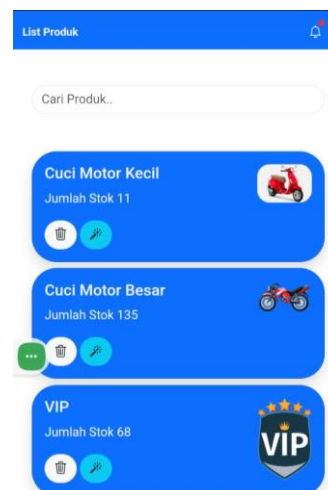 List Produk
Cari Produk..
Cuci Motor Kecil
Jumlah Stok 11
Cuci Motor Besar
Jumlah Stok 135
VIP
Jumlah Stok 68
VIP